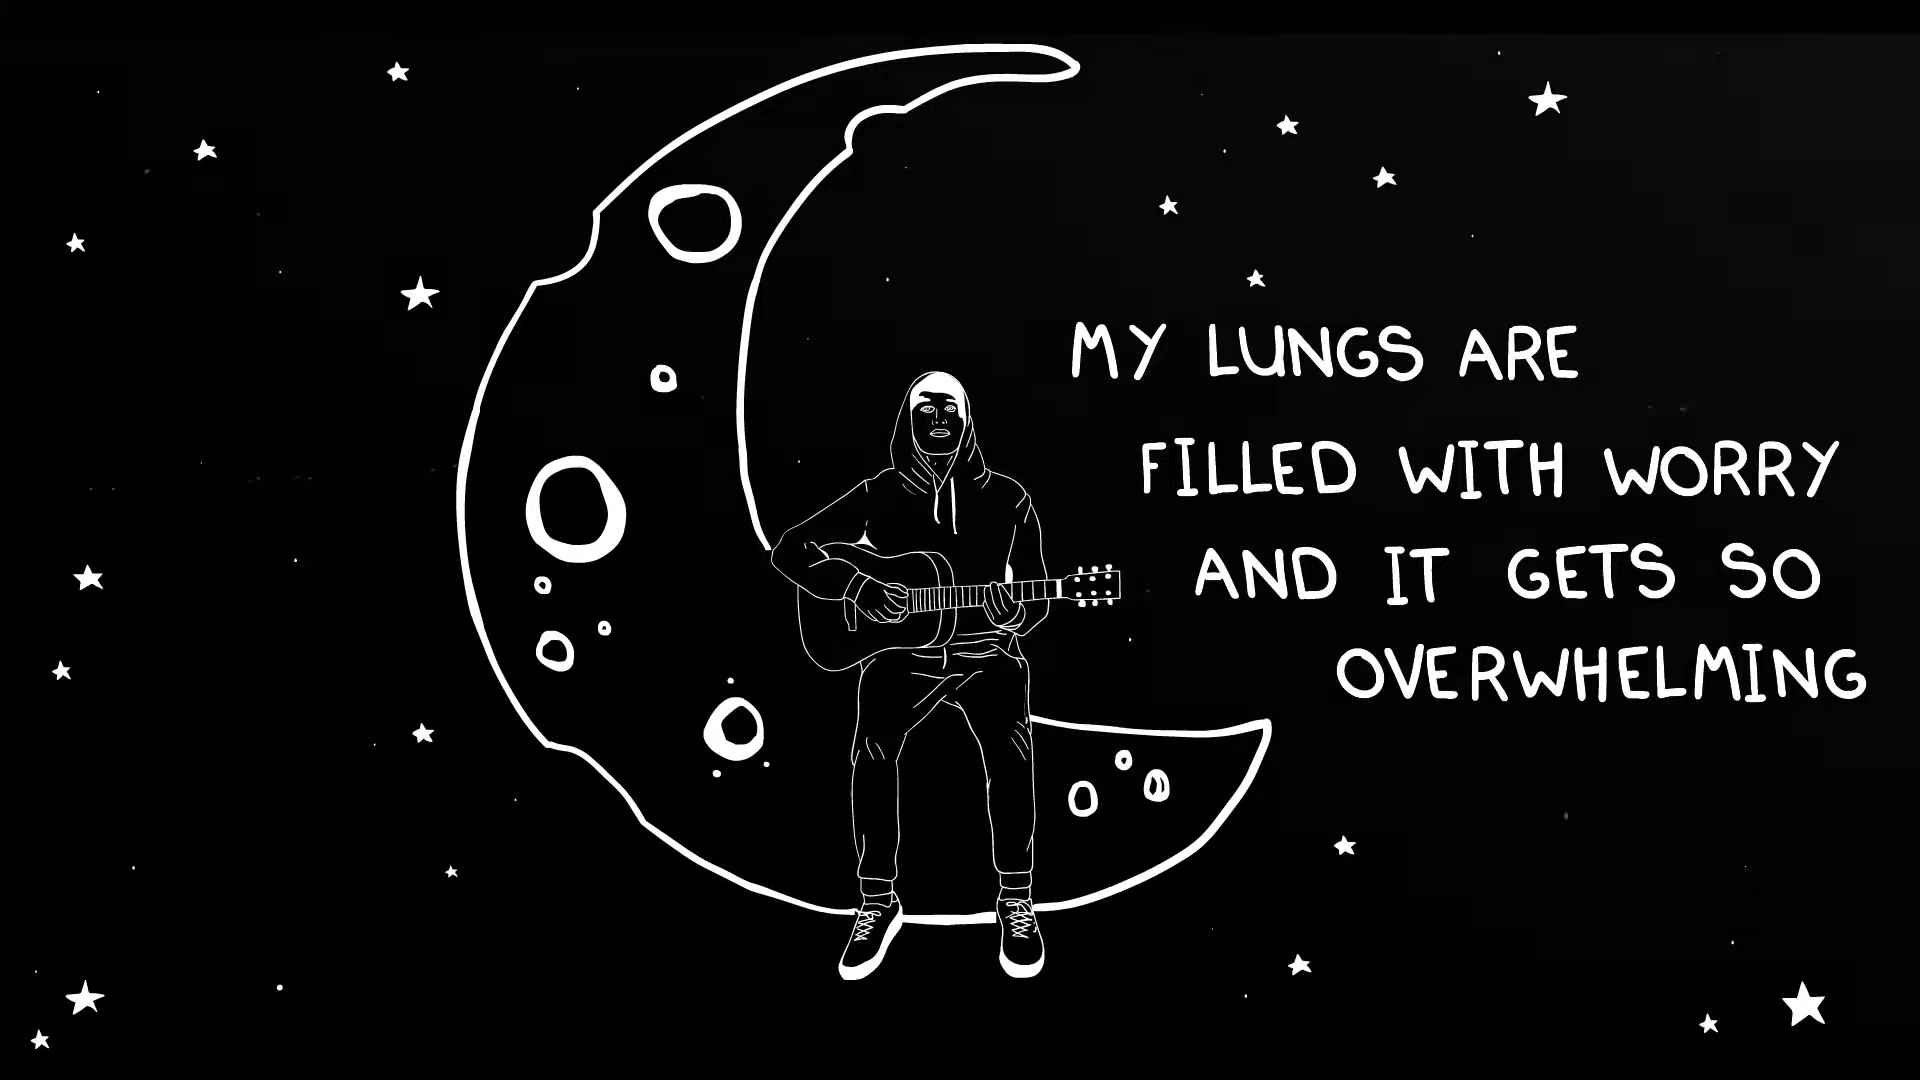 MY LUNGS ARE
FILLED WITH WORRY
AND IT GETS SO
OVERWHELMING